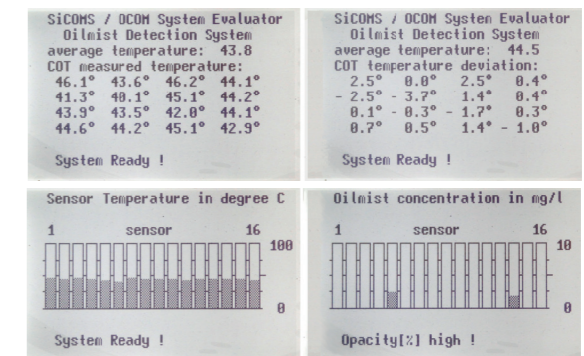 SiCOMS / OCOM System Evaluator
Oilmist Detection System
average temperature: 43.8
COT measured temperature:
46.1° 43.6° 46.2° 44.1°
41.3° 40.1° 45.1° 44.2°
43.9° 43.5° 42.0° 44.1°
44.6° 44.2° 45.1° 42.9°
System Ready !
SiCOMS / OCOM System Evaluator
Oilmist Detection System
average temperature: 44.5
COT temperature deviation:
2.5° 0.0° 2.5° 0.4°
- 2.5° - 3.7° 1.4° 0.4°
0.1° - 0.3° - 1.7° 0.3°
0.7° 0.5° 1.4° - 1.0°
System Ready !
Sensor Temperature in degree C
1 sensor 16
100
0
System Ready !
Oilmist concentration in mg/l
1 sensor 16
10
0
Opacity[%] high !